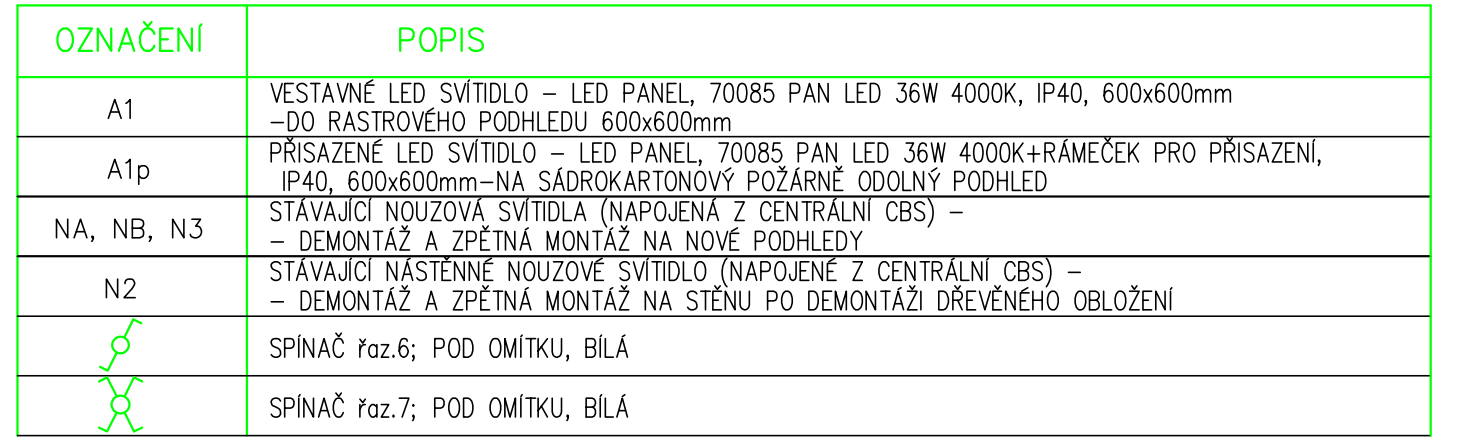 OZNAČENÍ POPIS
A1 VESTAVNÉ LED SVÍTIDLO – LED PANEL, 70085 PAN LED 36W 4000K, IP40, 600x600mm
–DO RASTROVÉHO PODHLEDU 600x600mm
A1p PŘISAZENÉ LED SVÍTIDLO – LED PANEL, 70085 PAN LED 36W 4000K+RÁMEČEK PRO PŘISAZENÍ,
IP40, 600x600mm–NA SÁDROKARTONOVÝ POŽÁRNĚ ODOLNÝ PODHLED
NA, NB, N3 STÁVAJÍCÍ NOUZOVÁ SVÍTIDLA (NAPOJENÁ Z CENTRÁLNÍ CBS) –
– DEMONTÁŽ A ZPĚTNÁ MONTÁŽ NA NOVÉ PODHLEDY
N2 STÁVAJÍCÍ NÁSTĚNNÉ NOUZOVÉ SVÍTIDLO (NAPOJENÉ Z CENTRÁLNÍ CBS) –
– DEMONTÁŽ A ZPĚTNÁ MONTÁŽ NA STĚNU PO DEMONTÁŽI DŘEVĚNÉHO OBLOŽENÍ
SPÍNAČ řaz.6; POD OMÍTKU, BÍLÁ
SPÍNAČ řaz.7; POD OMÍTKU, BÍLÁ